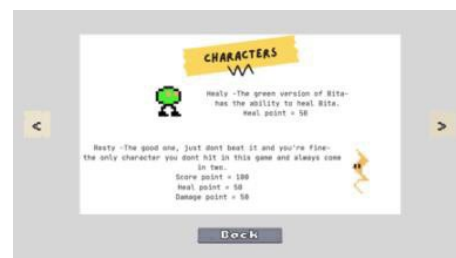 CHARACTERS
Healy -The green version of Bita-
has the ability to heal Bita.
Heal point = 50
Resty -The good one, just dont beat it and you're fine-
the only character you dont hit in this game and always come
in two.
Score point = 100
Heal point = 50
Damage point = 50
<
>
Back